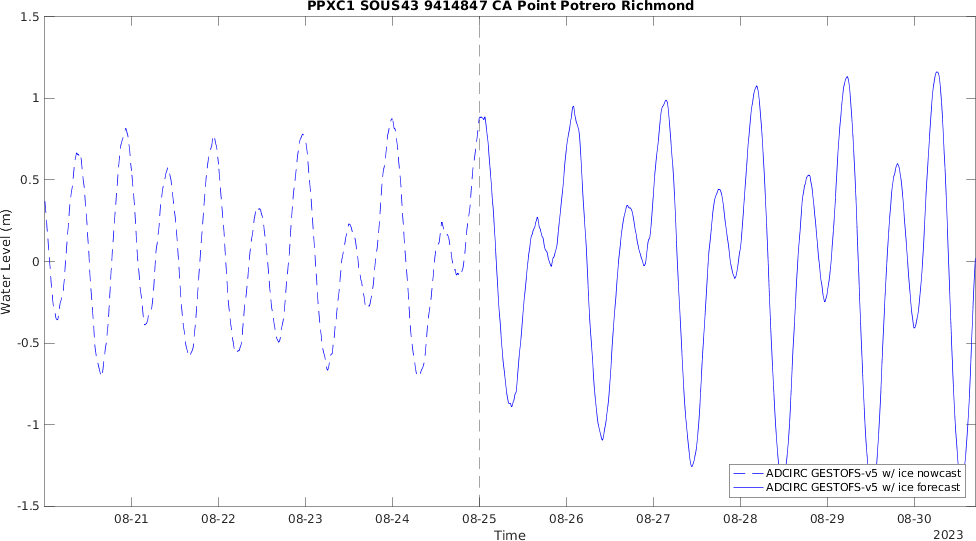 PPXC1 SOUS43 9414847 CA Point Potrero Richmond
1.5
1
0.5
0
-0.5
-1
-1.5
Water Level (m)
ADCIRC GESTOFS-v5 w/ ice nowcast
ADCIRC GESTOFS-v5 w/ ice forecast
08-21 08-22 08-23 08-24 08-25 08-26 08-27 08-28 08-29 08-30
Time
2023